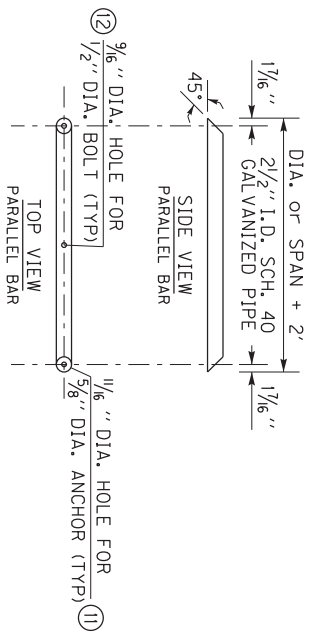 DIA. or SPAN + 2'
1 7/16 "
1 7/16 "
2 1/2" I.D. SCH. 40
GALVANIZED PIPE
45°
SIDE VIEW
PARALLEL BAR
12
9/16 " DIA. HOLE FOR
1/2" DIA. BOLT (TYP)
11/16 " DIA. HOLE FOR
5/8" DIA. ANCHOR (TYP)
11
TOP VIEW
PARALLEL BAR